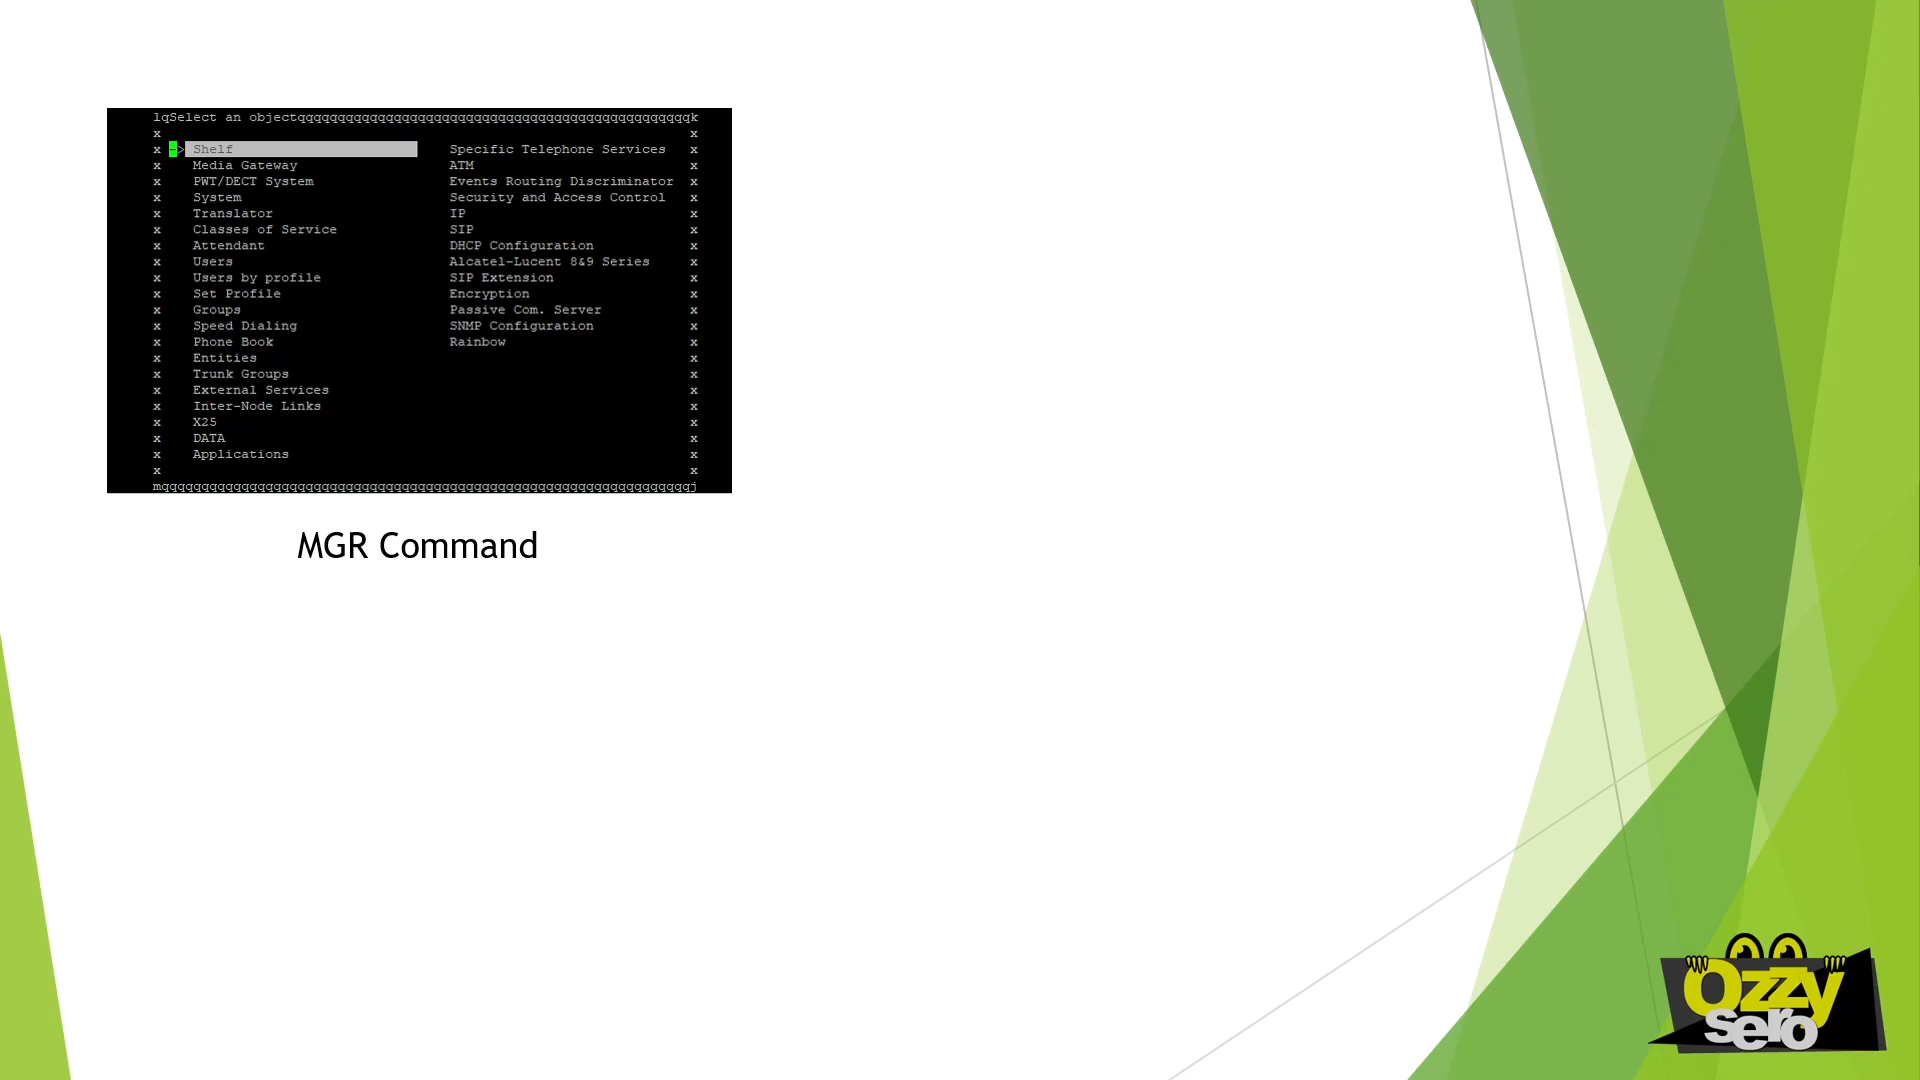 lqSelect an objectqqqqqqqqqqqqqqqqqqqqqqqqqqqqqqqqqqqqqqqqqqqqqqqqqk
x x
x -> Shelf Specific Telephone Services x
x Media Gateway ATM x
x PWT/DECT System Events Routing Discriminator x
x System Security and Access Control x
x Translator IP x
x Classes of Service SIP x
x Attendant DHCP Configuration x
x Users Alcatel-Lucent 8&9 Series x
x Users by profile SIP Extension x
x Set Profile Encryption x
x Groups Passive Com. Server x
x Speed Dialing SNMP Configuration x
x Phone Book Rainbow x
x Entities x
x Trunk Groups x
x External Services x
x Inter-Node Links x
x X25 x
x DATA x
x Applications x
x x
mqqqqqqqqqqqqqqqqqqqqqqqqqqqqqqqqqqqqqqqqqqqqqqqqqqqqqqqqqqqqqqqqqqj
MGR Command
Ozzy
Sero